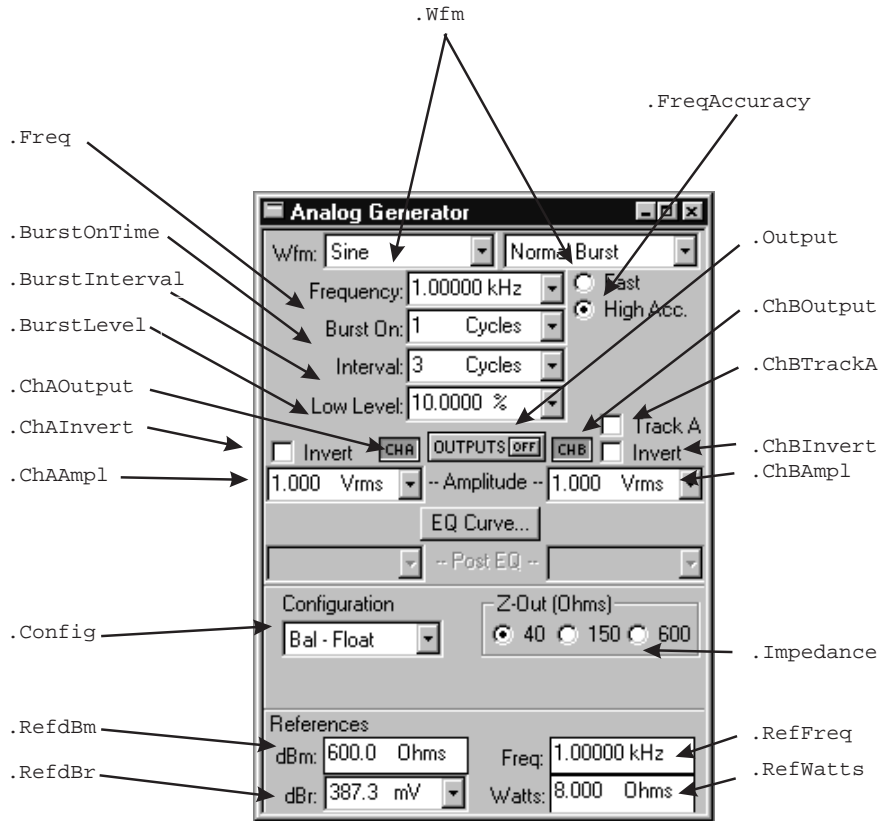 .Wfm
.FreqAccuracy
.Freq
Analog Generator
.BurstOnTime
.Output
Wfm: Sine Normal Burst
.BurstInterval
Frequency: 1.00000 kHz Fast
.ChBOutput
.BurstLevel
Burst On: 1 Cycles High Acc.
Interval: 3 Cycles
.ChBTrackA
.ChAOutput
Low Level: 10.0000 %
Track A
.ChAInvert
Invert CHA OUTPUTS OFF CHB Invert
.ChBInvert
.ChAAmpl
1.000 Vrms -- Amplitude -- 1.000 Vrms
.ChBAmpl
EQ Curve...
-- Post EQ --
Configuration Z-Out (Ohms)
.Config
Bal - Float 40 150 600
.Impedance
References
.RefdBm
dBm: 600.0 Ohms Freq: 1.00000 kHz
.RefFreq
.RefdBr
dBr: 387.3 mV Watts: 8.000 Ohms
.RefWatts